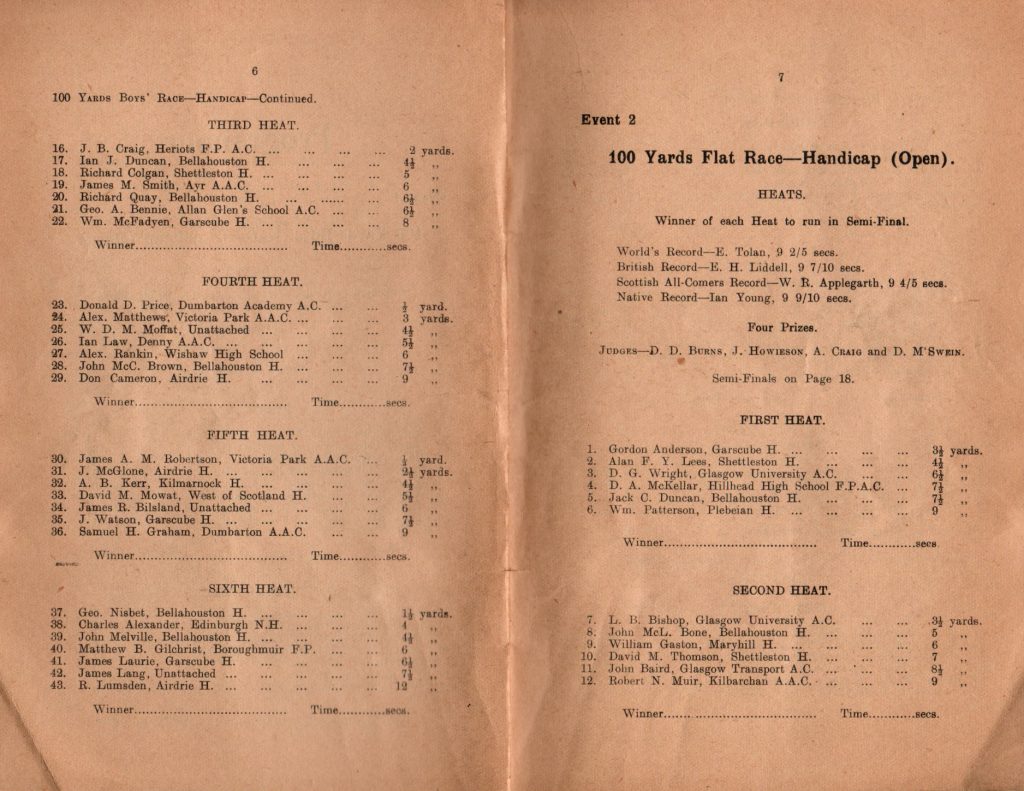 6
100 Yards Boys' Race—Handicap—Continued.
THIRD HEAT.
16. J. B. Craig, Heriots F.P. A.C. ... ... ... ... 2 yards.
17. Ian J. Duncan, Bellahouston H. ... ... ... 4½ ,,
18. Richard Colgan, Shettleston H. ... ... ... ... 5 ,,
19. James M. Smith, Ayr A.A.C. ... ... ... ... 6 ,,
20. Richard Quay, Bellahouston H. ... ...... ... 6½ ,,
21. Geo. A. Bennie, Allan Glen's School A.C. ... ... 6½ ,,
22. Wm. McFadyen, Garscube H. ... ... ... ... 8 ,,
Winner....................................... Time...........secs.
FOURTH HEAT.
23. Donald D. Price, Dumbarton Academy A.C. ... ... ½ yard.
24. Alex. Matthews, Victoria Park A.A.C. ... ... ... 3 yards.
25. W. D. M. Moffat, Unattached ... ... ... ... 4½ ,,
26. Ian Law, Denny A.A.C. ... ... ... ... 5½ ,,
27. Alex. Rankin, Wishaw High School ... ... ... 6 ,,
28. John McC. Brown, Bellahouston H. ... ... ... 7½ ,,
29. Don Cameron, Airdrie H. ... ... ... ... 9 ,,
Winner....................................... Time...........secs.
FIFTH HEAT.
30. James A. M. Robertson, Victoria Park A.A.C. ... ½ yard.
31. J. McGlone, Airdrie H. ... ... ... ... ... 2½ yards.
32. A. B. Kerr, Kilmarnock H. ... ... ... ... 4½ ,,
33. David M. Mowat, West of Scotland H. ... ... 5½ ,,
34. James R. Bilsland, Unattached ... ... ... ... 6 ,,
35. J. Watson, Garscube H. ... ... ... ... ... 7½ ,,
36. Samuel H. Graham, Dumbarton A.A.C. ... ... 9 ,,
Winner....................................... Time...........secs.
SIXTH HEAT.
37. Geo. Nisbet, Bellahouston H. ... ... ... ... 1½ yards.
38. Charles Alexander, Edinburgh N.H. ... ... ... 4 ,,
39. John Melville, Bellahouston H. ... ... ... ... 4½ ,,
40. Matthew B. Gilchrist, Boroughmuir F.P. ... ... 6 ,,
41. James Laurie, Garscube H. ... ... ... ... 6½ ,,
42. James Lang, Unattached ... ... ... ... ... 7½ ,,
43. R. Lumsden, Airdrie H. ... ... ... ... ... 12 ,,
Winner....................................... Time...........secs.
7
Event 2
100 Yards Flat Race—Handicap (Open).
HEATS.
Winner of each Heat to run in Semi-Final.
World's Record—E. Tolan, 9 2/5 secs.
British Record—E. H. Liddell, 9 7/10 secs.
Scottish All-Comers Record—W. R. Applegarth, 9 4/5 secs.
Native Record—Ian Young, 9 9/10 secs.
Four Prizes.
Judges—D. D. Burns, J. Howieson, A. Craig and D. M'Swein.
Semi-Finals on Page 18.
FIRST HEAT.
1. Gordon Anderson, Garscube H. ... ... ... ... 3½ yards.
2. Alan F. Y. Lees, Shettleston H. ... ... ... 4½ ,,
3. D. G. Wright, Glasgow University A.C. ... ... 6½ ,,
4. D. A. McKellar, Hillhead High School F.P.A.C. ... 7½ ,,
5. Jack C. Duncan, Bellahouston H. ... ... ... 7½ ,,
6. Wm. Patterson, Plebeian H. ... ... ... ... 9 ,,
Winner....................................... Time............secs
SECOND HEAT.
7. L. B. Bishop, Glasgow University A.C. ... ... 3½ yards.
8. John McL. Bone, Bellahouston H. ... ... ... 5 ,,
9. William Gaston, Maryhill H. ... ... ... ... 6 ,,
10. David M. Thomson, Shettleston H. ... ... ... 7 ,,
11. John Baird, Glasgow Transport A.C. ... ... ... 8½ ,,
12. Robert N. Muir, Kilbarchan A.A.C. ... ... ... 9 ,,
Winner....................................... Time............secs.